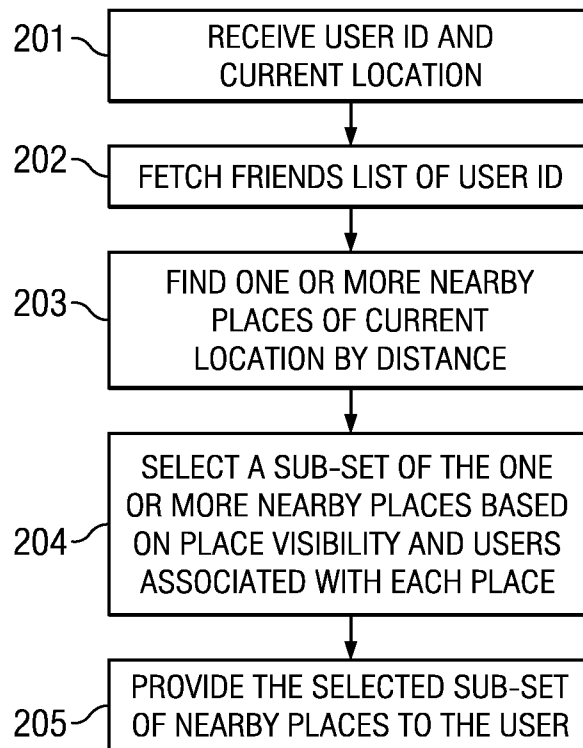 201
RECEIVE USER ID AND
CURRENT LOCATION
202
FETCH FRIENDS LIST OF USER ID
203
FIND ONE OR MORE NEARBY
PLACES OF CURRENT
LOCATION BY DISTANCE
204
SELECT A SUB-SET OF THE ONE
OR MORE NEARBY PLACES BASED
ON PLACE VISIBILITY AND USERS
ASSOCIATED WITH EACH PLACE
205
PROVIDE THE SELECTED SUB-SET
OF NEARBY PLACES TO THE USER